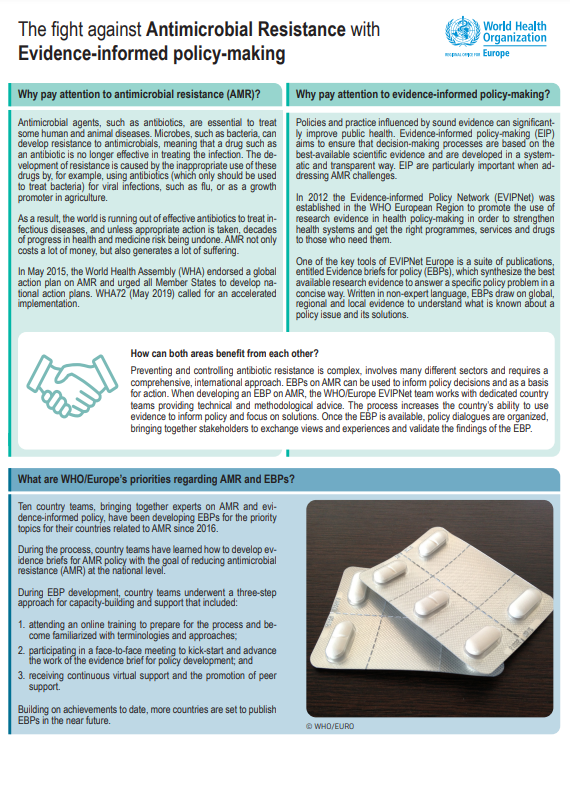 The fight against Antimicrobial Resistance with
Evidence-informed policy-making
World Health
Organization
REGIONAL OFFICE FOR Europe
Why pay attention to antimicrobial resistance (AMR)?
Antimicrobial agents, such as antibiotics, are essential to treat
some human and animal diseases. Microbes, such as bacteria, can
develop resistance to antimicrobials, meaning that a drug such as
an antibiotic is no longer effective in treating the infection. The de-
velopment of resistance is caused by the inappropriate use of these
drugs by, for example, using antibiotics (which only should be used
to treat bacteria) for viral infections, such as flu, or as a growth
promoter in agriculture.
As a result, the world is running out of effective antibiotics to treat in-
fectious diseases, and unless appropriate action is taken, decades
of progress in health and medicine risk being undone. AMR not only
costs a lot of money, but also generates a lot of suffering.
In May 2015, the World Health Assembly (WHA) endorsed a global
action plan on AMR and urged all Member States to develop na-
tional action plans. WHA72 (May 2019) called for an accelerated
implementation.
Why pay attention to evidence-informed policy-making?
Policies and practice influenced by sound evidence can significant-
ly improve public health. Evidence-informed policy-making (EIP)
aims to ensure that decision-making processes are based on the
best-available scientific evidence and are developed in a system-
atic and transparent way. EIP are particularly important when ad-
dressing AMR challenges.
In 2012 the Evidence-informed Policy Network (EVIPNet) was
established in the WHO European Region to promote the use of
research evidence in health policy-making in order to strengthen
health systems and get the right programmes, services and drugs
to those who need them.
One of the key tools of EVIPNet Europe is a suite of publications,
entitled Evidence briefs for policy (EBPs), which synthesize the best
available research evidence to answer a specific policy problem in a
concise way. Written in non-expert language, EBPs draw on global,
regional and local evidence to understand what is known about a
policy issue and its solutions.
How can both areas benefit from each other?
Preventing and controlling antibiotic resistance is complex, involves many different sectors and requires a
comprehensive, international approach. EBPs on AMR can be used to inform policy decisions and as a basis
for action. When developing an EBP on AMR, the WHO/Europe EVIPNet team works with dedicated country
teams providing technical and methodological advice. The process increases the country's ability to use
evidence to inform policy and focus on solutions. Once the EBP is available, policy dialogues are organized,
bringing together stakeholders to exchange views and experiences and validate the findings of the EBP.
What are WHO/Europe's priorities regarding AMR and EBPs?
Ten country teams, bringing together experts on AMR and evi-
dence-informed policy, have been developing EBPs for the priority
topics for their countries related to AMR since 2016.
During the process, country teams have learned how to develop ev-
idence briefs for AMR policy with the goal of reducing antimicrobial
resistance (AMR) at the national level.
During EBP development, country teams underwent a three-step
approach for capacity-building and support that included:
1. attending an online training to prepare for the process and be-
come familiarized with terminologies and approaches;
2. participating in a face-to-face meeting to kick-start and advance
the work of the evidence brief for policy development; and
3. receiving continuous virtual support and the promotion of peer
support.
Building on achievements to date, more countries are set to publish
EBPs in the near future.
© WHO/EURO